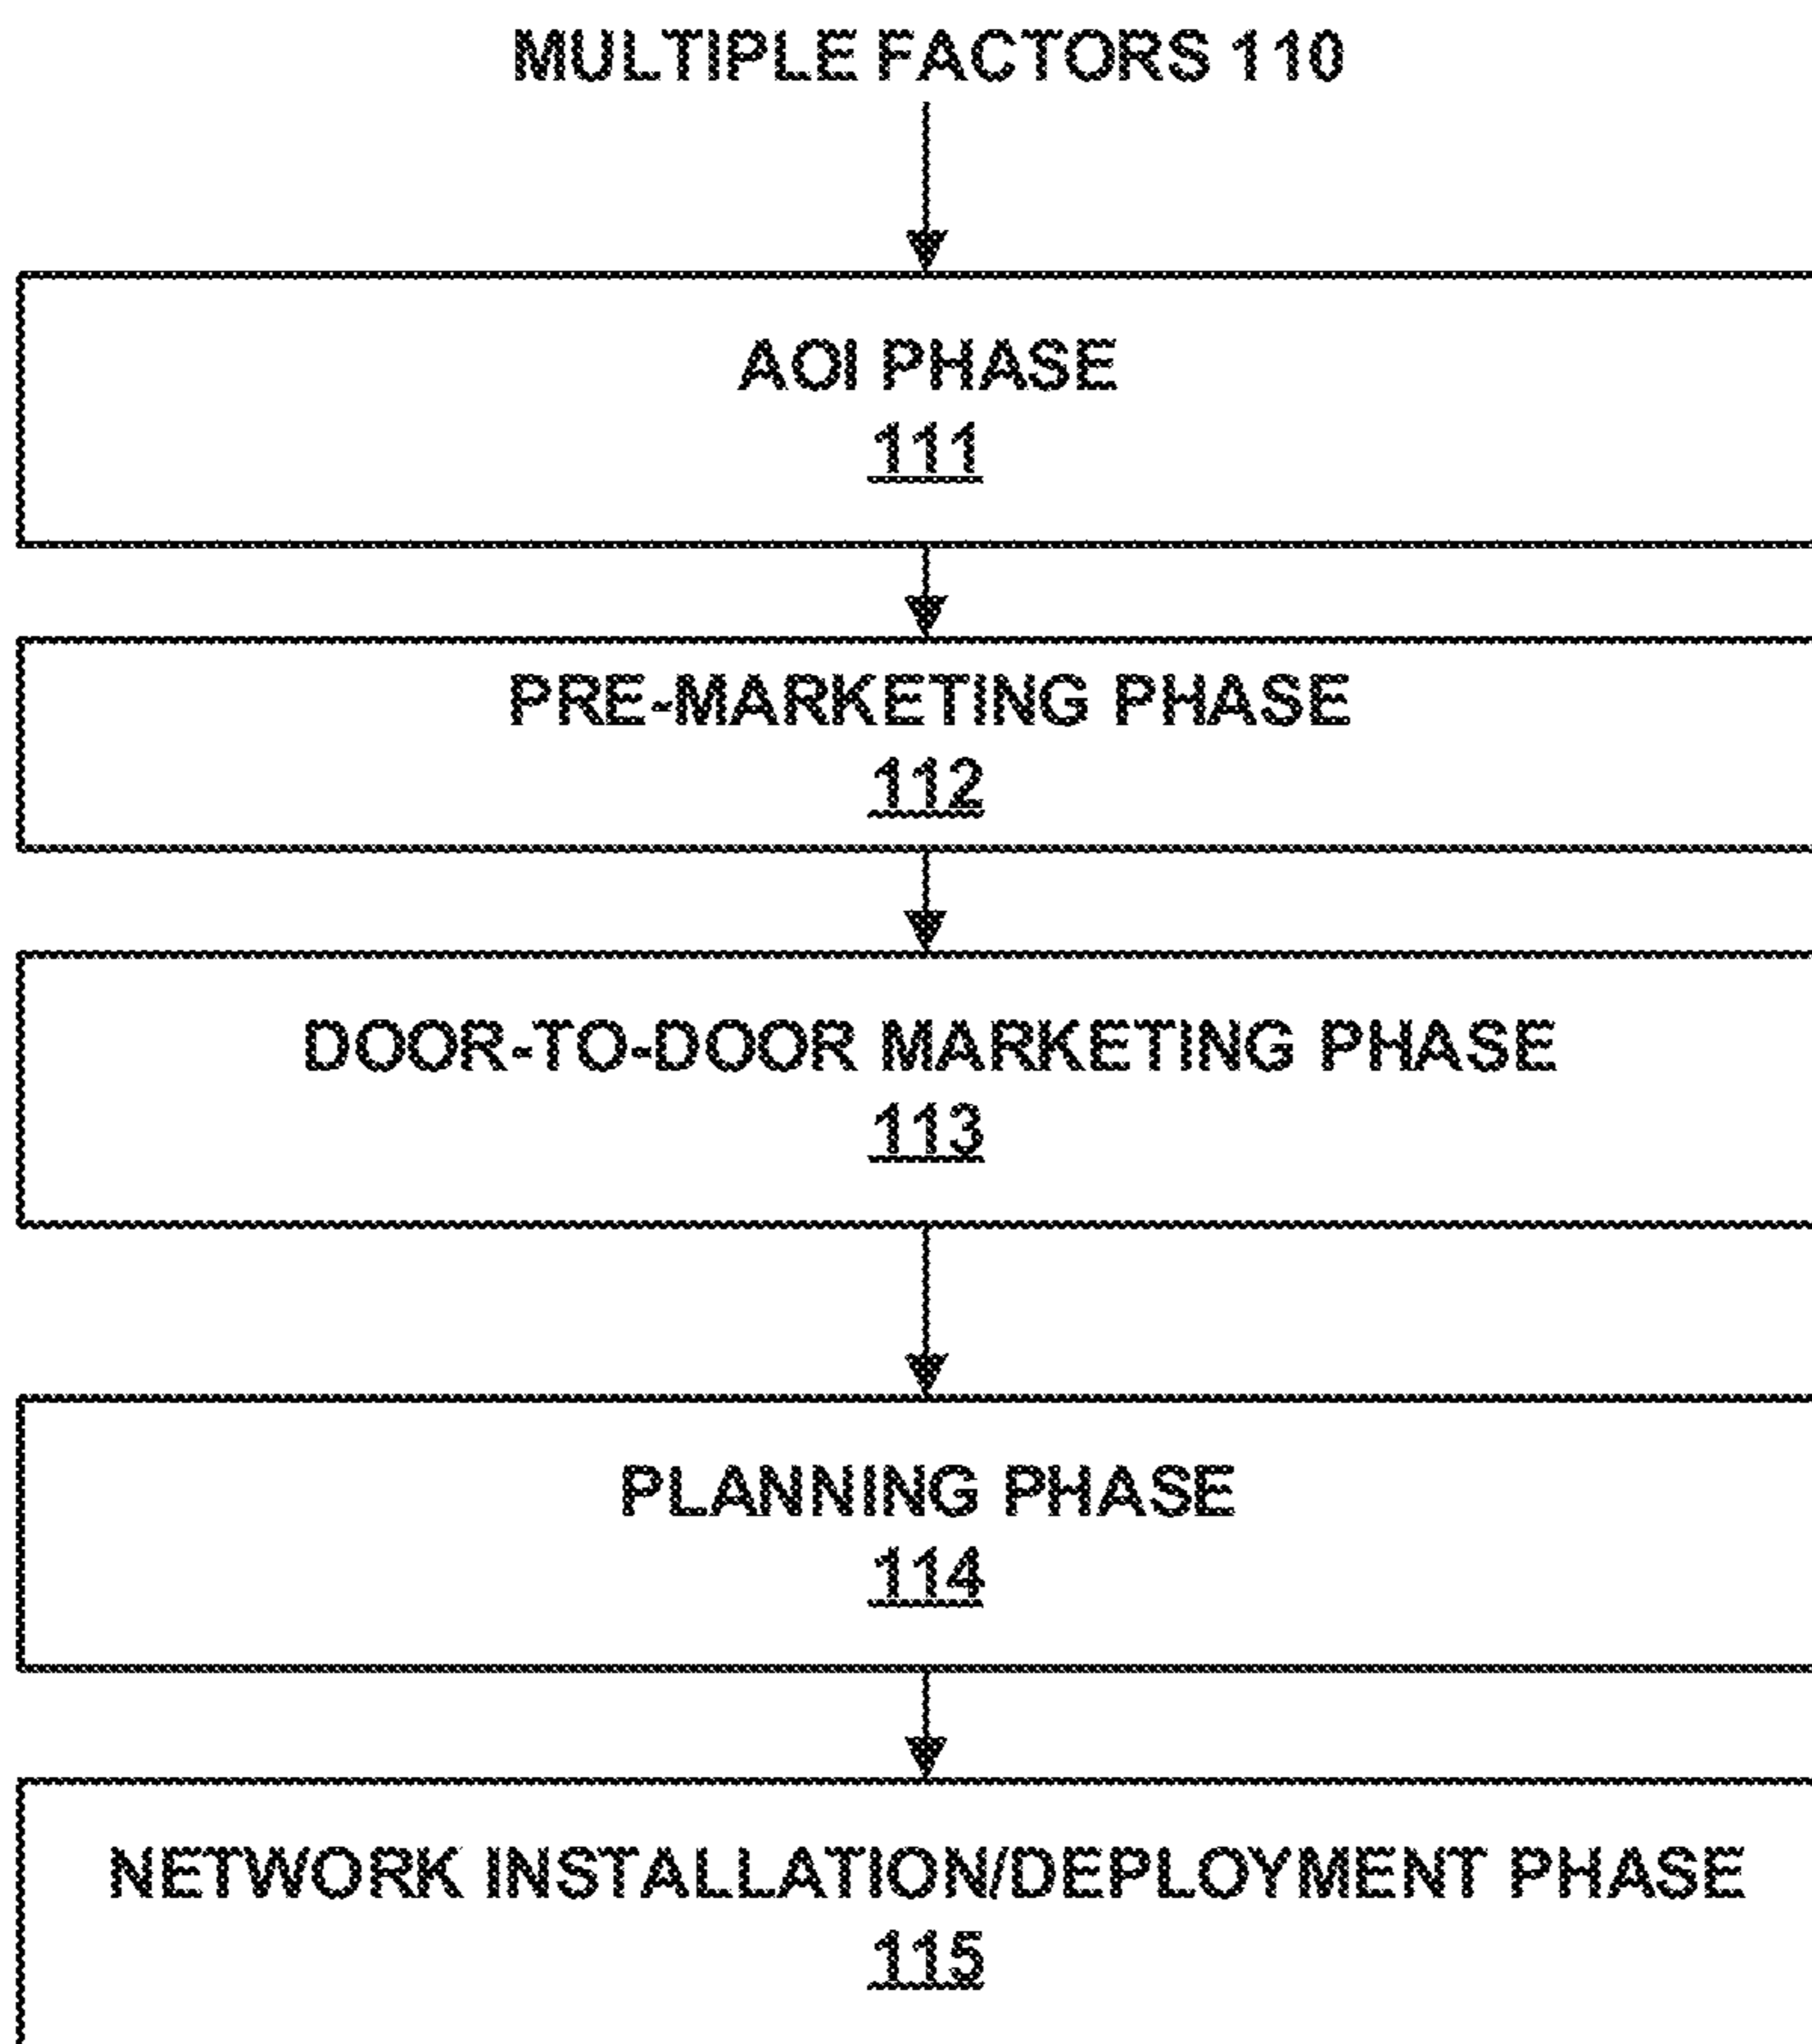 MULTIPLE FACTORS 110
AOI PHASE
111
PRE-MARKETING PHASE
112
DOOR-TO-DOOR MARKETING PHASE
113
PLANNING PHASE
114
NETWORK INSTALLATION/DEPLOYMENT PHASE
115